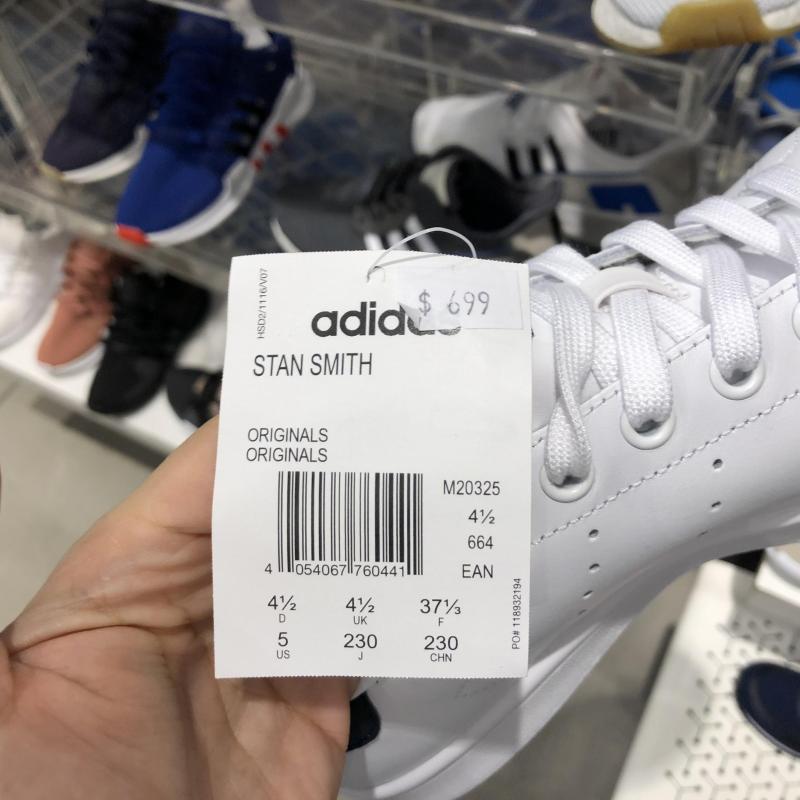 HSD2/1116/V07
$ 699
adidas
STAN SMITH
ORIGINALS
ORIGINALS
M20325
4½
664
4 054067 760441
EAN
4½ 4½ 37⅓
D UK F
5 230 230
US J CHN
PO# 118932194